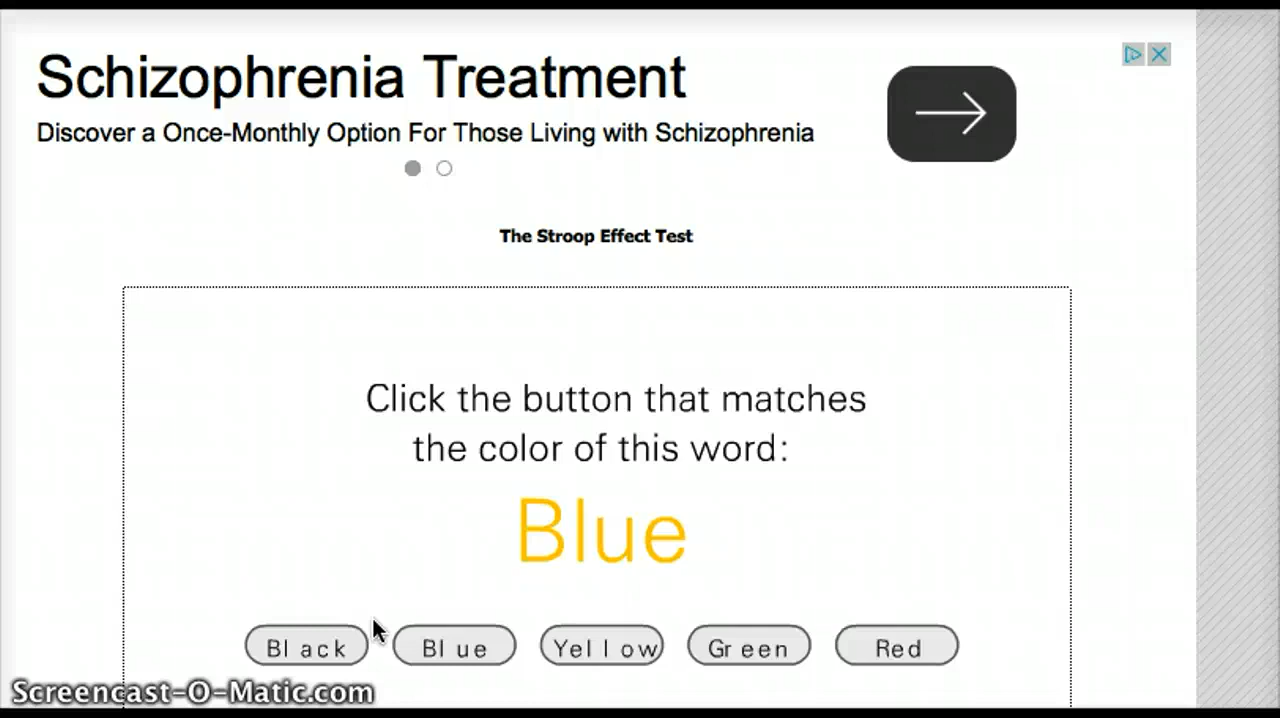 Schizophrenia Treatment
Discover a Once-Monthly Option For Those Living with Schizophrenia
The Stroop Effect Test
Click the button that matches
the color of this word:
Blue
Black Blue Yellow Green Red
Screencast-O-Matic.com